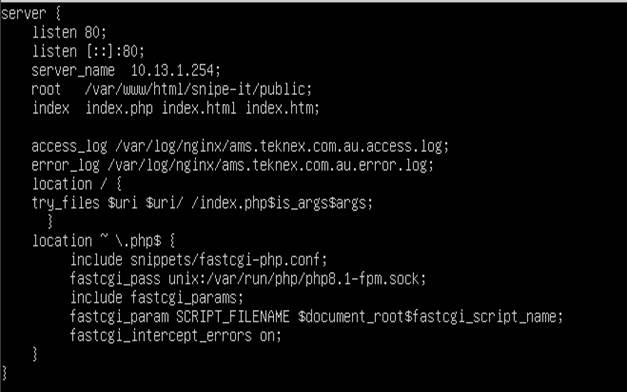 server {
    listen 80;
    listen [::]:80;
    server_name  10.13.1.254;
    root   /var/www/html/snipe-it/public;
    index  index.php index.html index.htm;

    access_log /var/log/nginx/ams.teknex.com.au.access.log;
    error_log /var/log/nginx/ams.teknex.com.au.error.log;
    location / {
    try_files $uri $uri/ /index.php$is_args$args;
      }
    location ~ \.php$ {
         include snippets/fastcgi-php.conf;
         fastcgi_pass unix:/var/run/php/php8.1-fpm.sock;
         include fastcgi_params;
         fastcgi_param SCRIPT_FILENAME $document_root$fastcgi_script_name;
         fastcgi_intercept_errors on;
    }
}